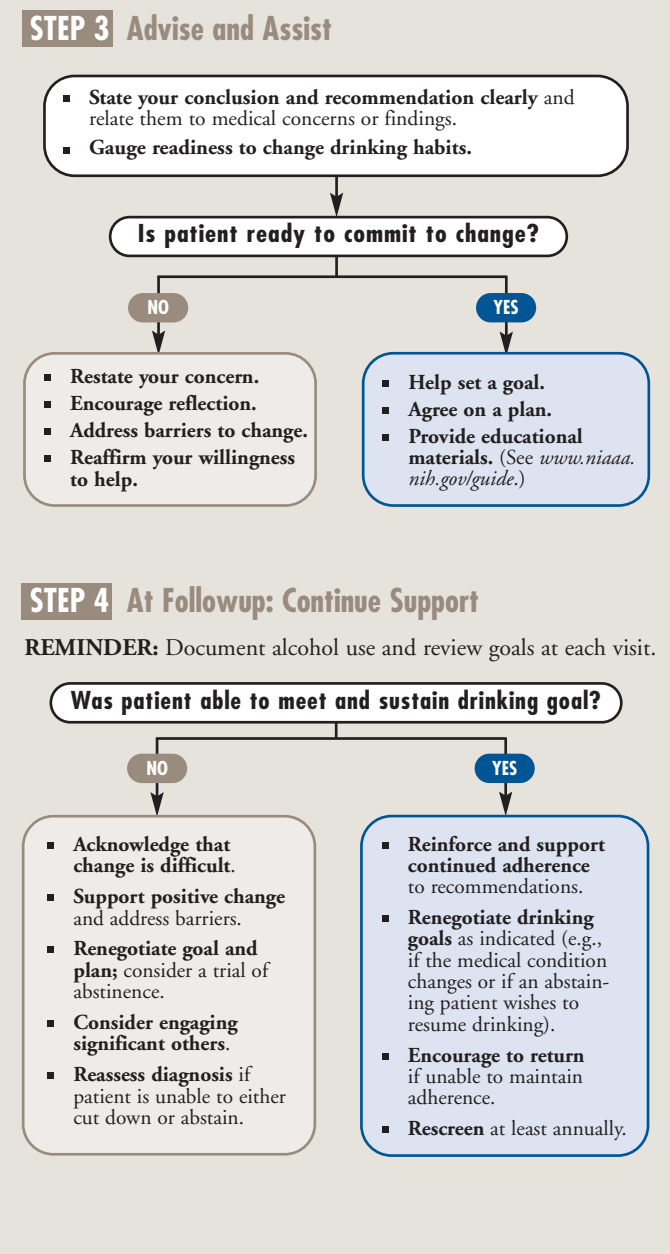 STEP 3 Advise and Assist
▪ State your conclusion and recommendation clearly and
relate them to medical concerns or findings.
▪ Gauge readiness to change drinking habits.
Is patient ready to commit to change?
NO
▪ Restate your concern.
▪ Encourage reflection.
▪ Address barriers to change.
▪ Reaffirm your willingness
to help.
YES
▪ Help set a goal.
▪ Agree on a plan.
▪ Provide educational
materials. (See www.niaaa.
nih.gov/guide.)
STEP 4 At Followup: Continue Support
REMINDER: Document alcohol use and review goals at each visit.
Was patient able to meet and sustain drinking goal?
NO
▪ Acknowledge that
change is difficult.
▪ Support positive change
and address barriers.
▪ Renegotiate goal and
plan; consider a trial of
abstinence.
▪ Consider engaging
significant others.
▪ Reassess diagnosis if
patient is unable to either
cut down or abstain.
YES
▪ Reinforce and support
continued adherence
to recommendations.
▪ Renegotiate drinking
goals as indicated (e.g.,
if the medical condition
changes or if an abstain-
ing patient wishes to
resume drinking).
▪ Encourage to return
if unable to maintain
adherence.
▪ Rescreen at least annually.